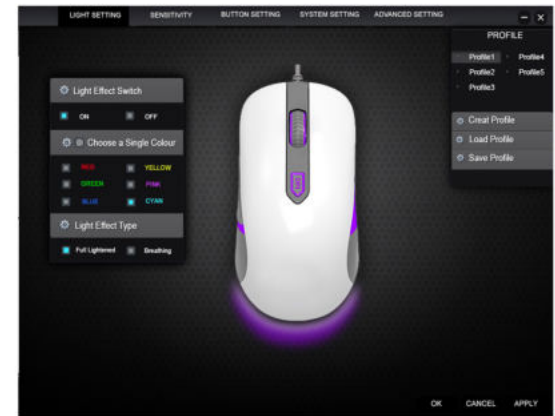 LIGHT SETTING SENSITIVITY BUTTON SETTING SYSTEM SETTING ADVANCED SETTING
PROFILE
Profile1 Profile4
Profile2 Profile5
Profile3
Creat Profile
Load Profile
Save Profile
Light Effect Switch
ON OFF
Choose a Single Colour
RED YELLOW
GREEN PINK
BLUE CYAN
Light Effect Type
Full Lightened Breathing
OK CANCEL APPLY